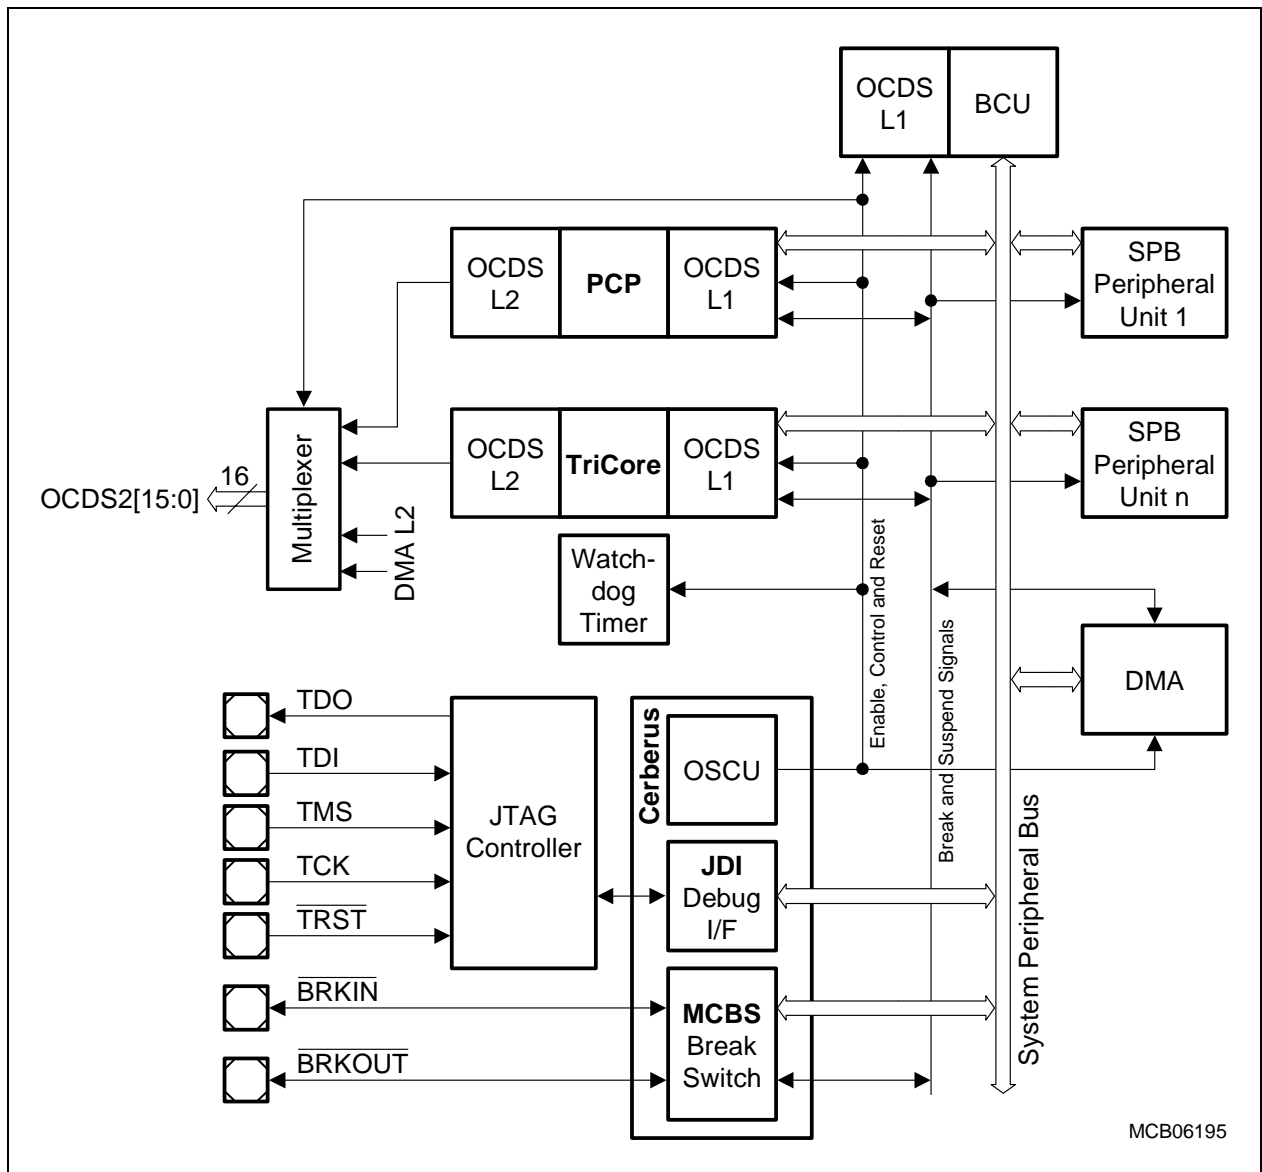 OCDS
L1
BCU
OCDS
L2
PCP
OCDS
L1
SPB
Peripheral
Unit 1
OCDS
L2
TriCore
OCDS
L1
SPB
Peripheral
Unit n
Multiplexer
16
OCDS2[15:0]
DMA L2
Watch-
dog
Timer
Enable, Control and Reset
Break and Suspend Signals
System Peripheral Bus
DMA
TDO
TDI
TMS
TCK
TRST
BRKIN
BRKOUT
JTAG
Controller
Cerberus
OSCU
JDI
Debug
I/F
MCBS
Break
Switch
MCB06195